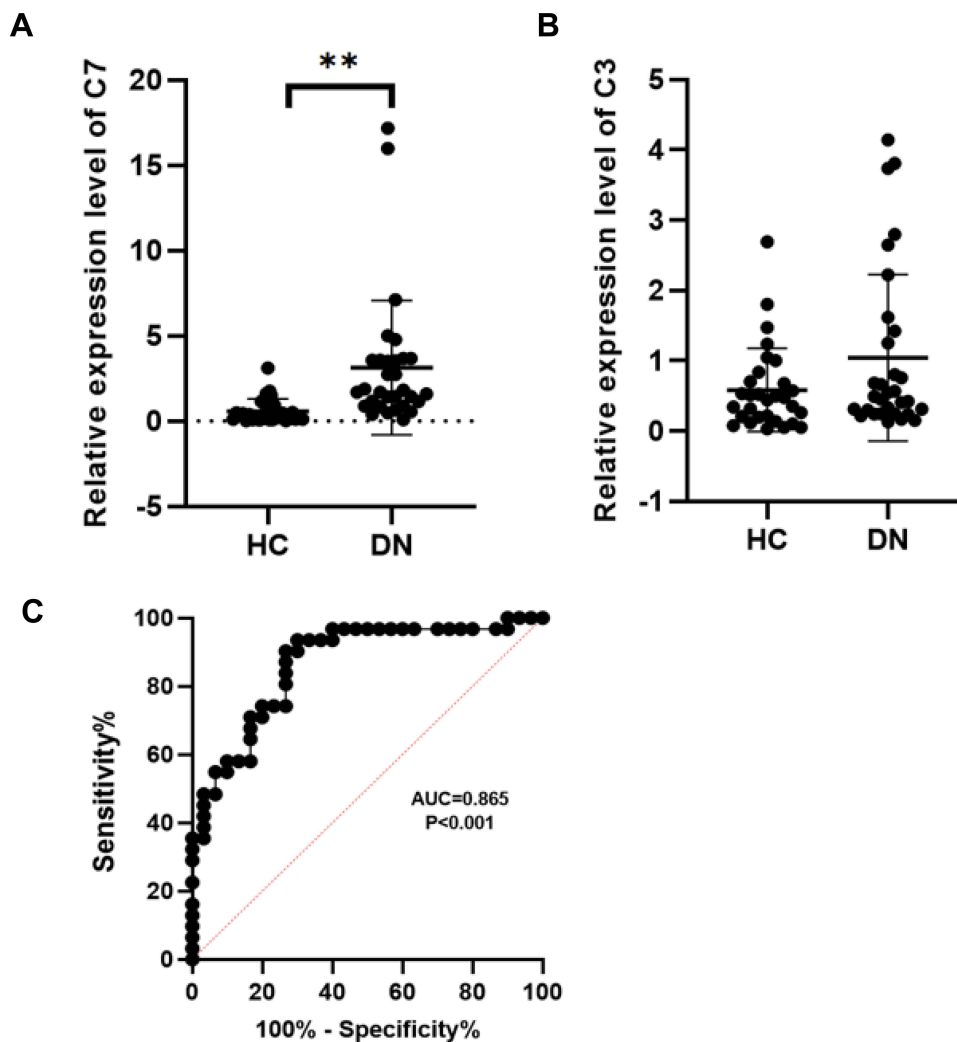 A
Relative expression level of C7
**
20
15
10
5
0
-5
HC DN
B
Relative expression level of C3
5
4
3
2
1
0
-1
HC DN
C
Sensitivity%
100
80
60
40
20
0
AUC=0.865
P<0.001
0 20 40 60 80 100
100% - Specificity%